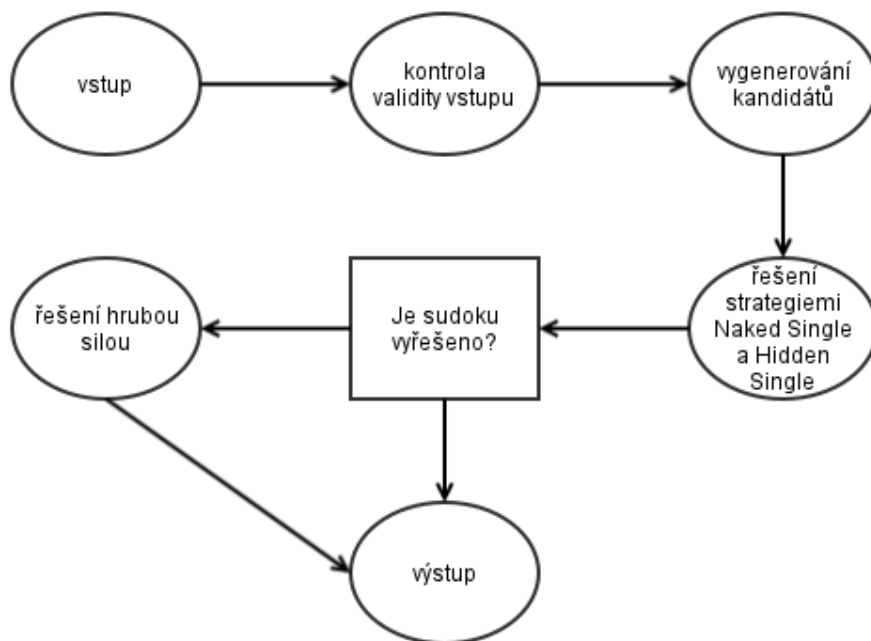 vstup
kontrola
validity vstupu
vygenerování
kandidátů
řešení
strategiemi
Naked Single
a Hidden
Single
Je sudoku
vyřešeno?
řešení hrubou
silou
výstup